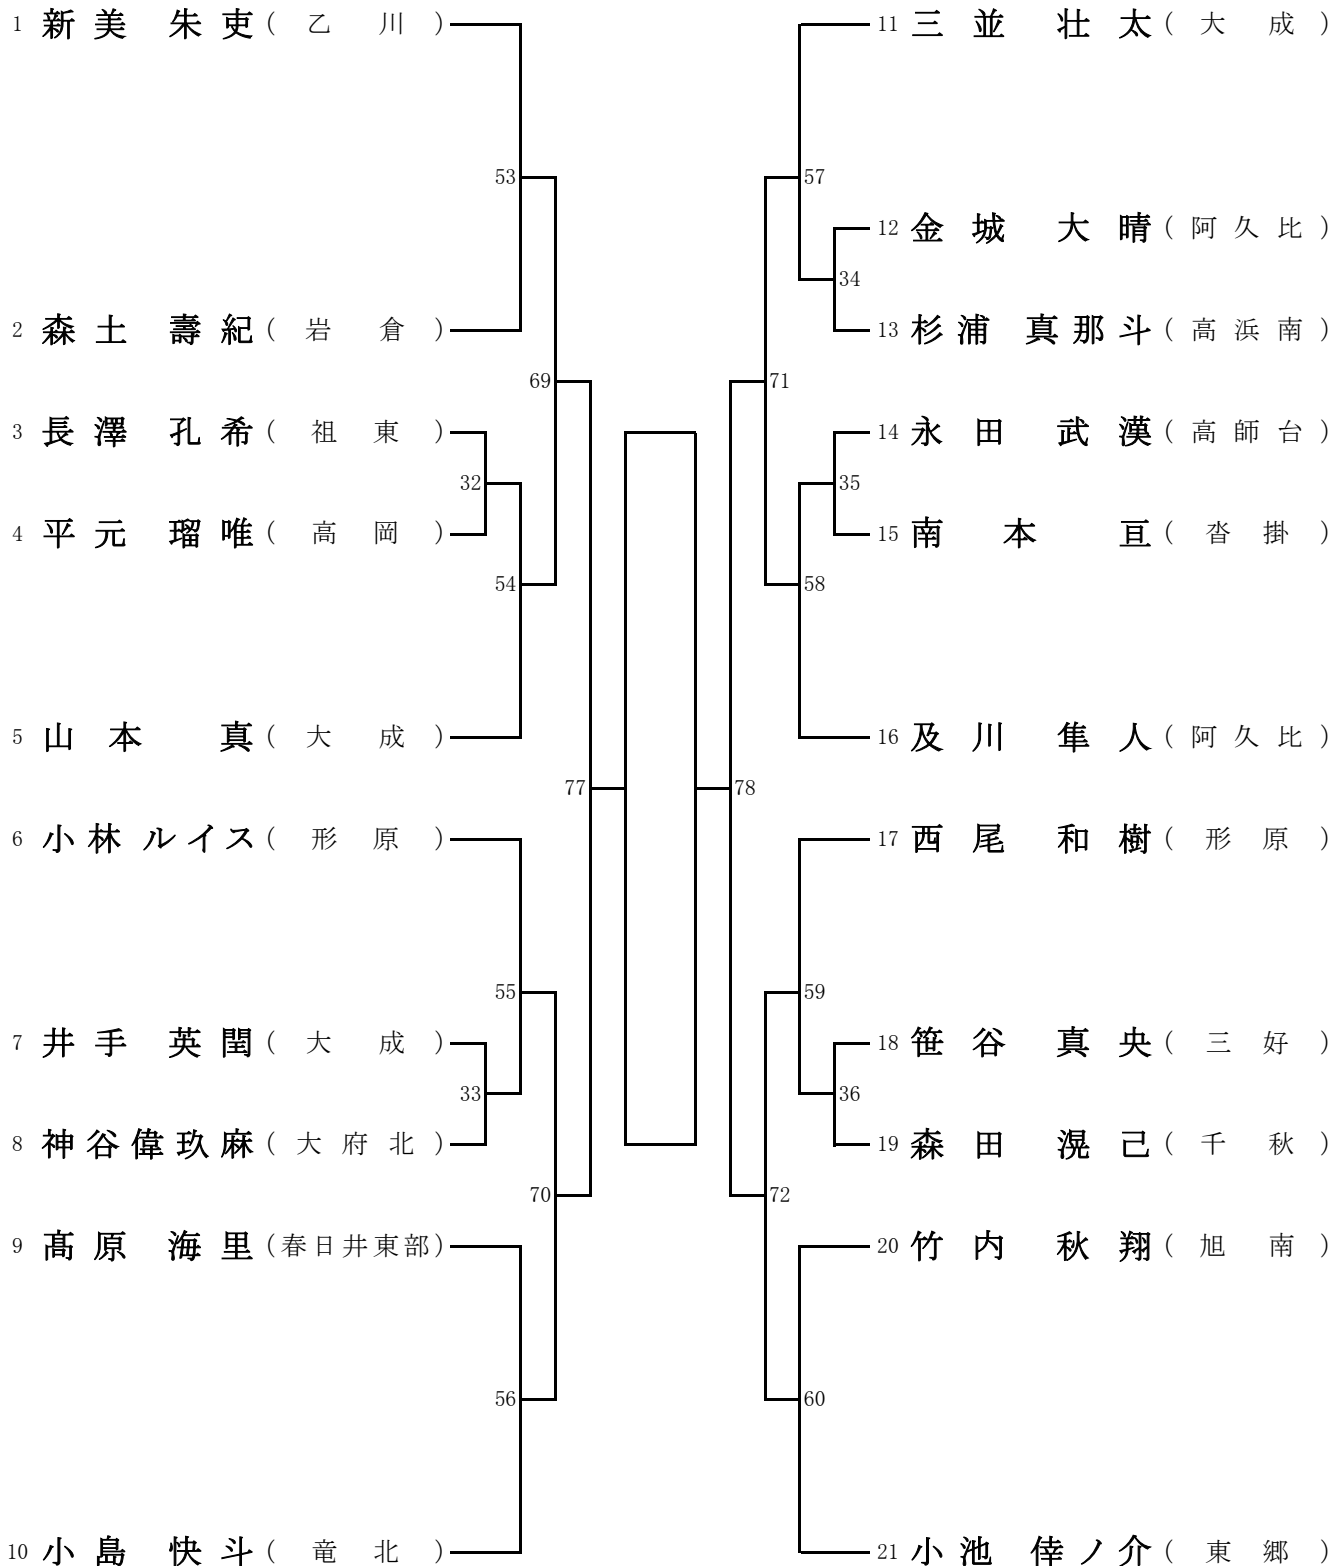 1 新美 朱吏 (乙川)
53
2 森土 壽紀 (岩倉)
69
3 長澤 孔希 (祖東)
32
4 平元 瑠唯 (高岡)
54
5 山本 真 (大成)
77
6 小林 ルイス (形原)
55
7 井手 英閏 (大成)
33
8 神谷 偉玖麻 (大府北)
70
9 髙原 海里 (春日井東部)
56
10 小島 快斗 (竜北)
11 三並 壮太 (大成)
57
12 金城 大晴 (阿久比)
34
13 杉浦 真那斗 (高浜南)
71
14 永田 武漢 (高師台)
35
15 南本 亘 (沓掛)
58
16 及川 隼人 (阿久比)
78
17 西尾 和樹 (形原)
59
18 笹谷 真央 (三好)
36
19 森田 滉己 (千秋)
72
20 竹内 秋翔 (旭南)
60
21 小池 倖ノ介 (東郷)